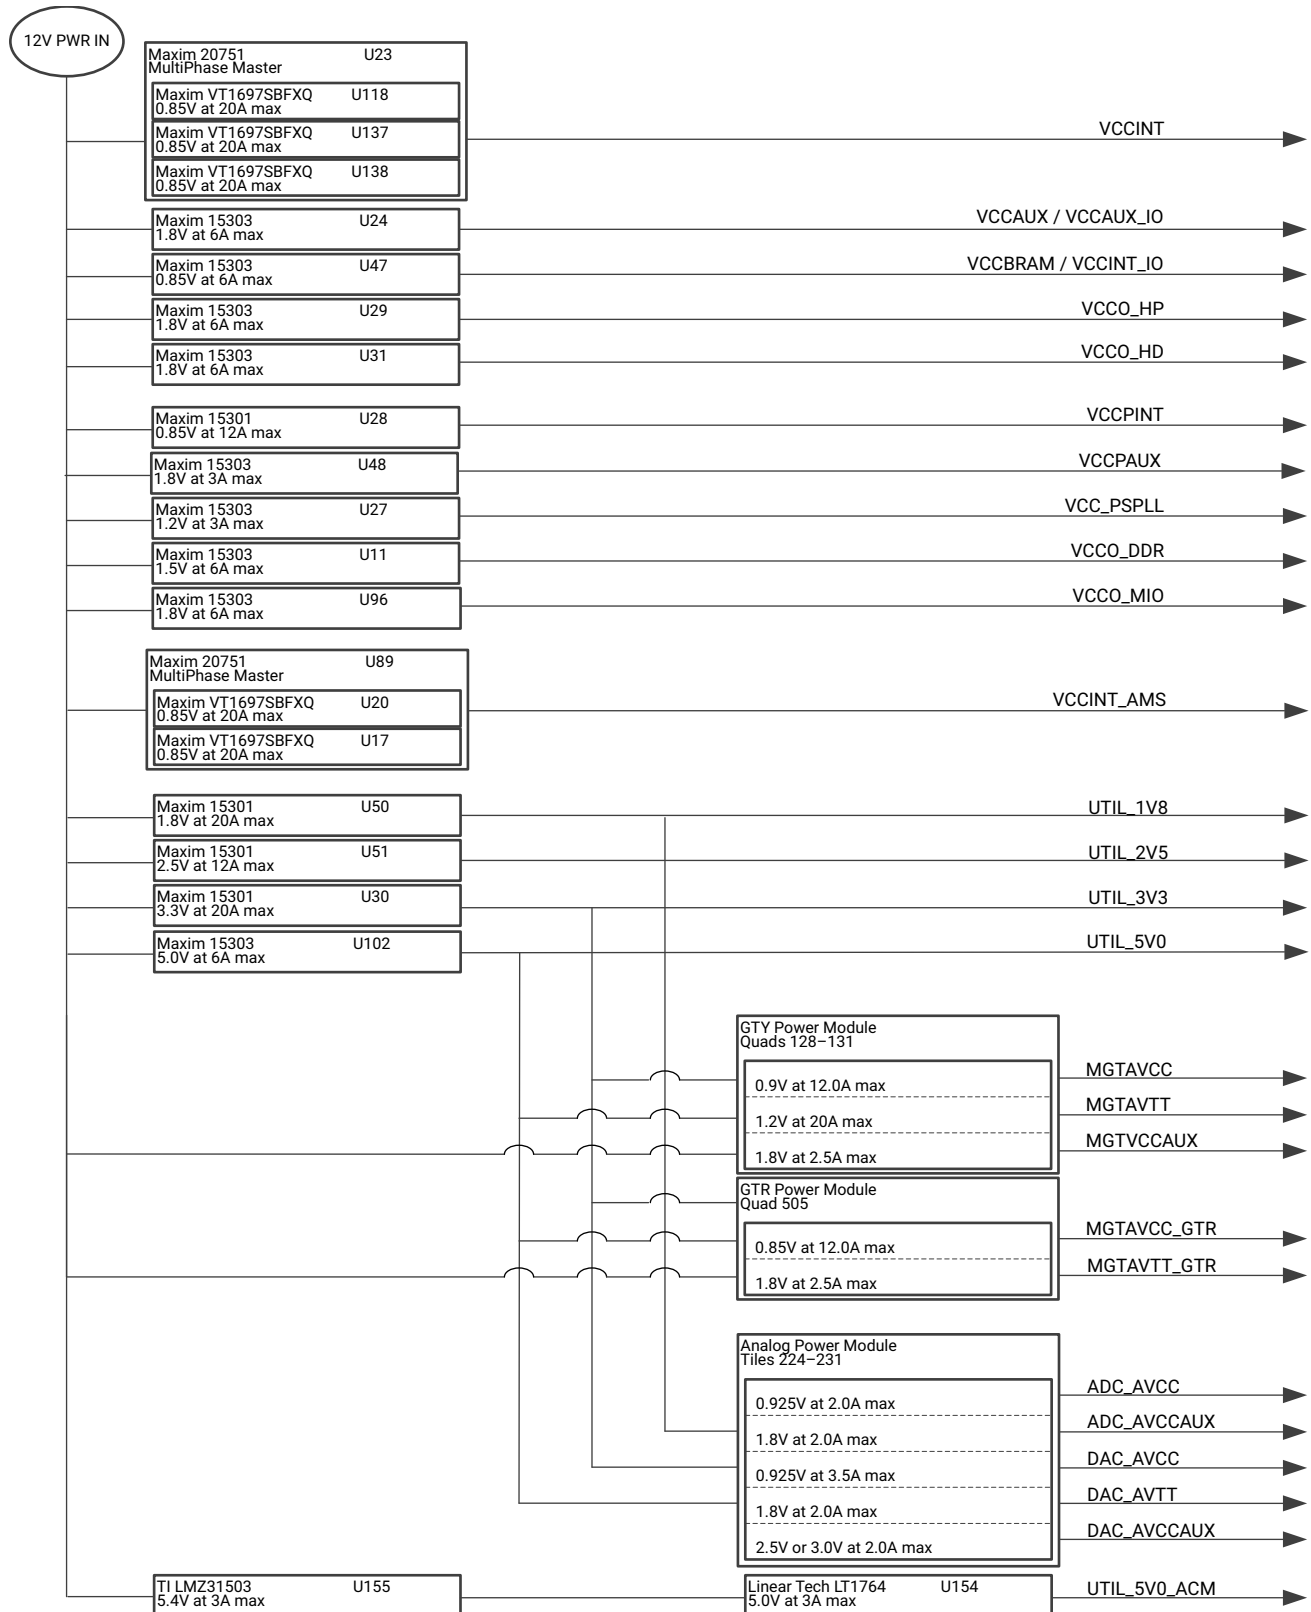 12V PWR IN
Maxim 20751 U23
MultiPhase Master
Maxim VT1697SBFXQ U118
0.85V at 20A max
Maxim VT1697SBFXQ U137
0.85V at 20A max
Maxim VT1697SBFXQ U138
0.85V at 20A max
VCCINT
Maxim 15303 U24
1.8V at 6A max
VCCAUX / VCCAUX_IO
Maxim 15303 U47
0.85V at 6A max
VCCBRAM / VCCINT_IO
Maxim 15303 U29
1.8V at 6A max
VCCO_HP
Maxim 15303 U31
1.8V at 6A max
VCCO_HD
Maxim 15301 U28
0.85V at 12A max
VCCPINT
Maxim 15303 U48
1.8V at 3A max
VCCPAUX
Maxim 15303 U27
1.2V at 3A max
VCC_PSPLL
Maxim 15303 U11
1.5V at 6A max
VCCO_DDR
Maxim 15303 U96
1.8V at 6A max
VCCO_MIO
Maxim 20751 U89
MultiPhase Master
Maxim VT1697SBFXQ U20
0.85V at 20A max
Maxim VT1697SBFXQ U17
0.85V at 20A max
VCCINT_AMS
Maxim 15301 U50
1.8V at 20A max
UTIL_1V8
Maxim 15301 U51
2.5V at 12A max
UTIL_2V5
Maxim 15301 U30
3.3V at 20A max
UTIL_3V3
Maxim 15303 U102
5.0V at 6A max
UTIL_5V0
GTY Power Module
Quads 128–131
0.9V at 12.0A max
MGTAVCC
1.2V at 20A max
MGTAVTT
1.8V at 2.5A max
MGTVCCAUX
GTR Power Module
Quad 505
0.85V at 12.0A max
MGTAVCC_GTR
1.8V at 2.5A max
MGTAVTT_GTR
Analog Power Module
Tiles 224–231
0.925V at 2.0A max
ADC_AVCC
1.8V at 2.0A max
ADC_AVCCAUX
0.925V at 3.5A max
DAC_AVCC
1.8V at 2.0A max
DAC_AVTT
2.5V or 3.0V at 2.0A max
DAC_AVCCAUX
TI LMZ31503 U155
5.4V at 3A max
Linear Tech LT1764 U154
5.0V at 3A max
UTIL_5V0_ACM